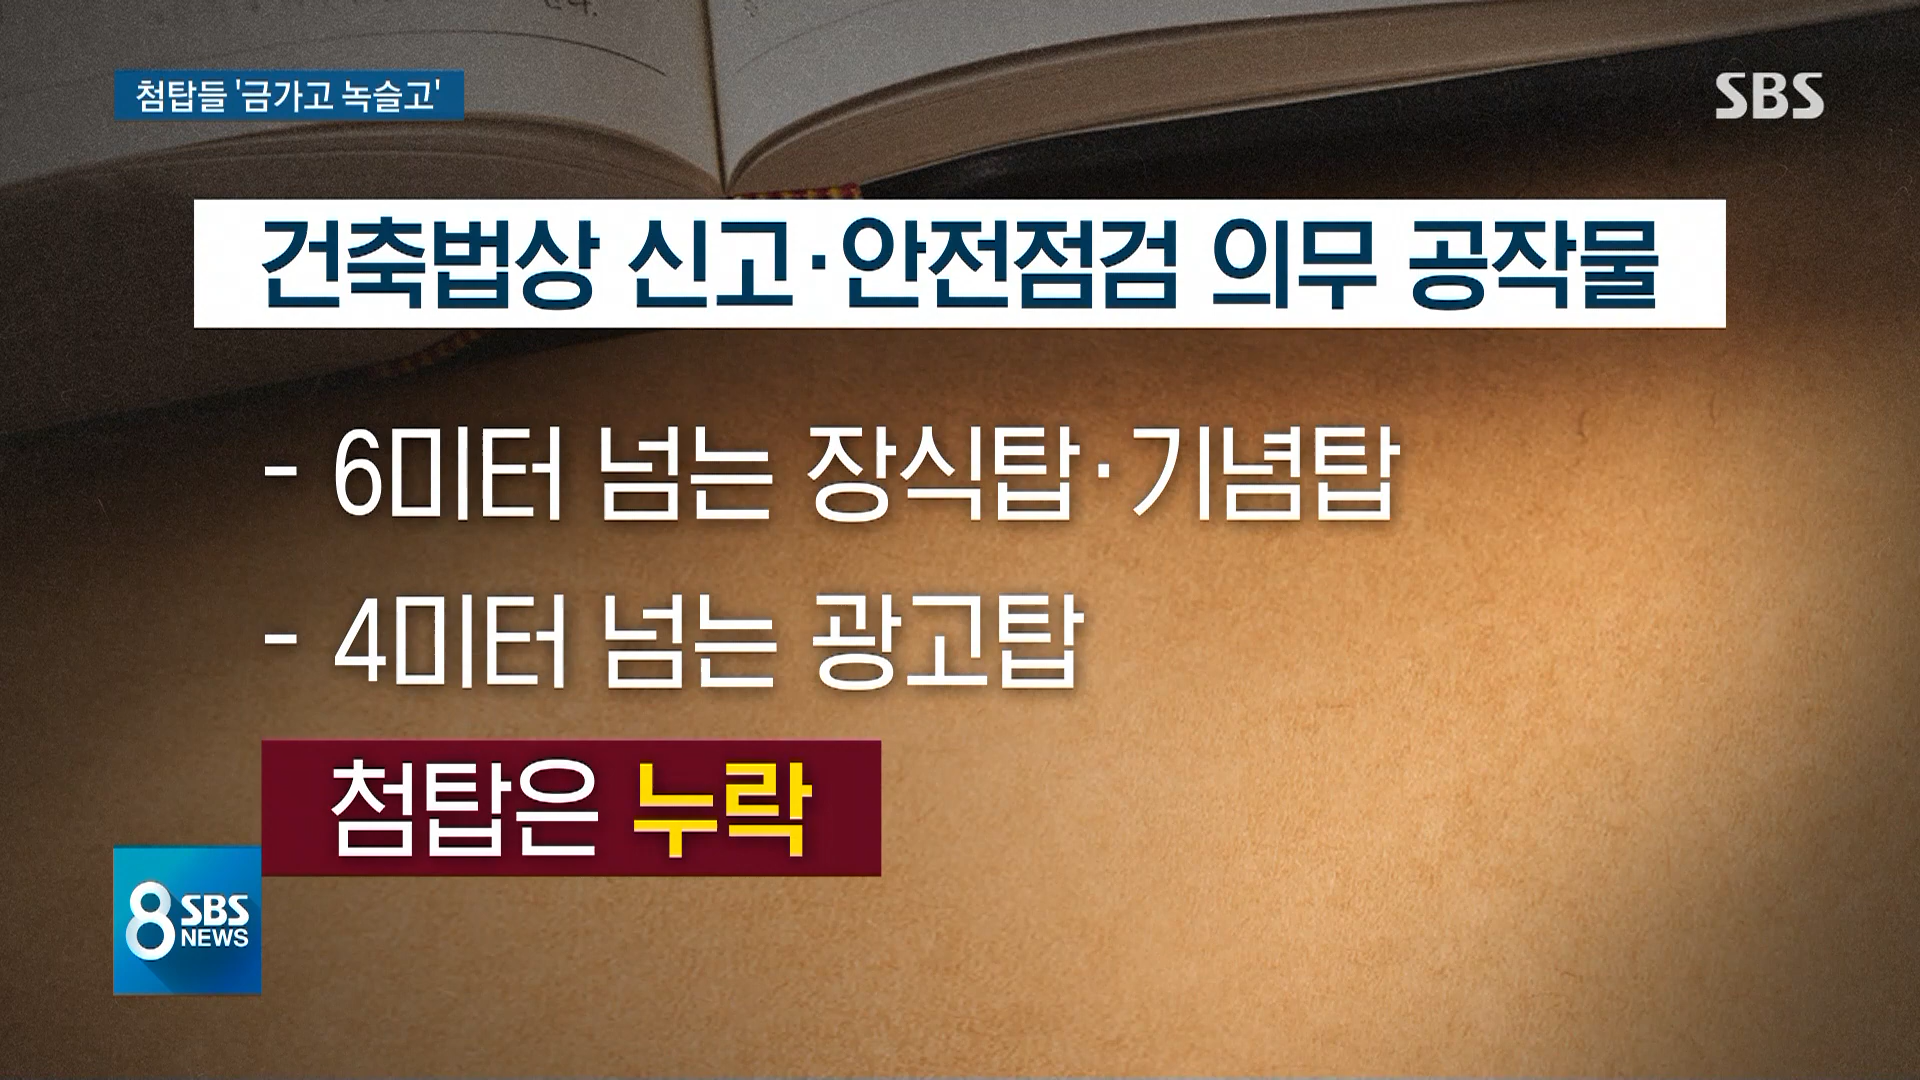 첨탑들 '금가고 녹슬고'
SBS
건축법상 신고·안전점검 의무 공작물
- 6미터 넘는 장식탑·기념탑
- 4미터 넘는 광고탑
첨탑은 누락
8 SBS NEWS